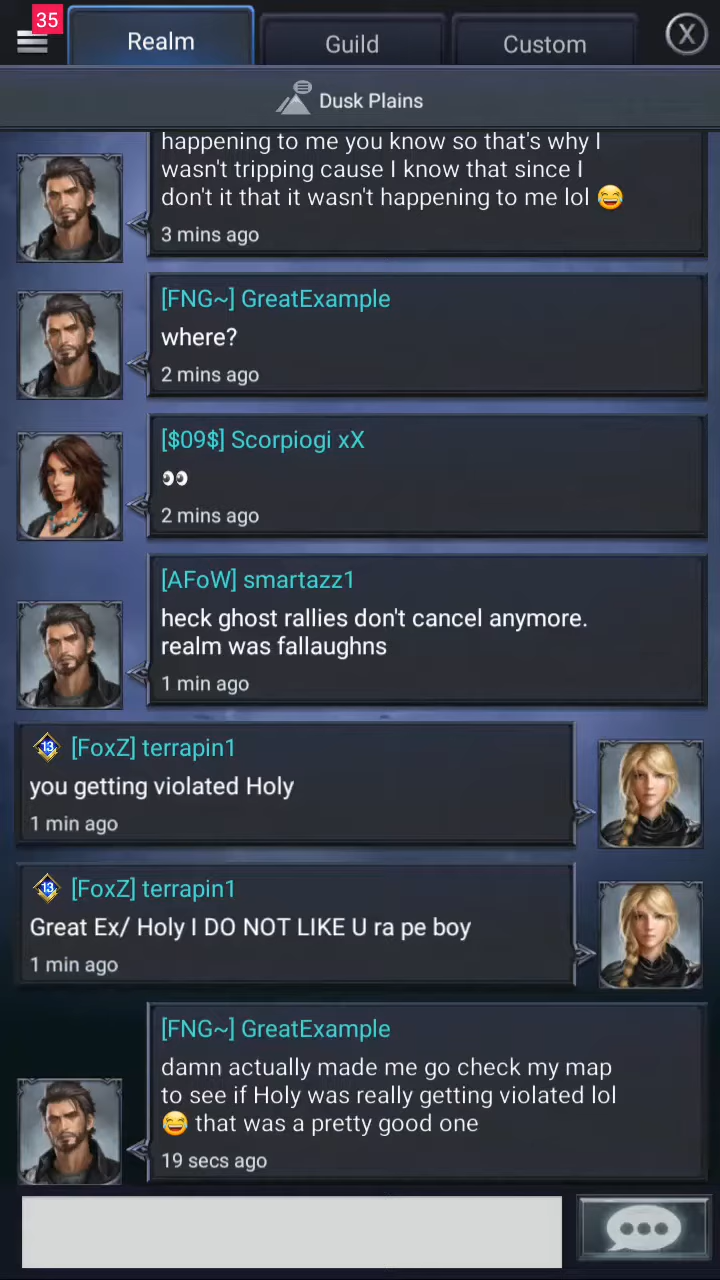 35
Realm
Guild
Custom
X
Dusk Plains
happening to me you know so that's why I
wasn't tripping cause I know that since I
don't it that it wasn't happening to me lol 😂
3 mins ago
[FNG~] GreatExample
where?
2 mins ago
[$09$] Scorpiogi xX
👀
2 mins ago
[AFoW] smartazz1
heck ghost rallies don't cancel anymore.
realm was fallaughns
1 min ago
13 [FoxZ] terrapin1
you getting violated Holy
1 min ago
13 [FoxZ] terrapin1
Great Ex/ Holy I DO NOT LIKE U ra pe boy
1 min ago
[FNG~] GreatExample
damn actually made me go check my map
to see if Holy was really getting violated lol
😂 that was a pretty good one
19 secs ago